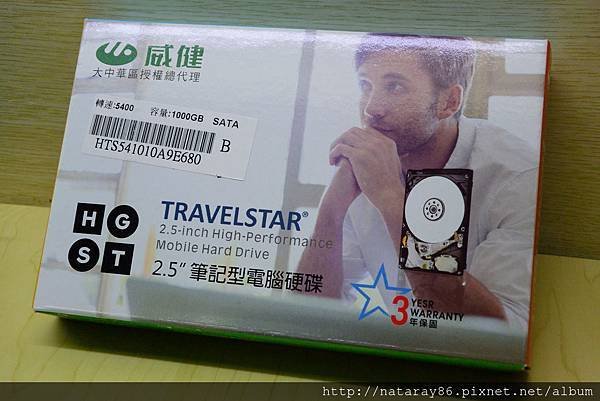 威健
大中華區授權總代理
轉速:5400 容量:1000GB SATA
HTS541010A9E680 B
HGST
TRAVELSTAR®
2.5-inch High-Performance
Mobile Hard Drive
2.5" 筆記型電腦硬碟
3 YESR
WARRANTY
年保固
http://nataray86.pixnet.net/album